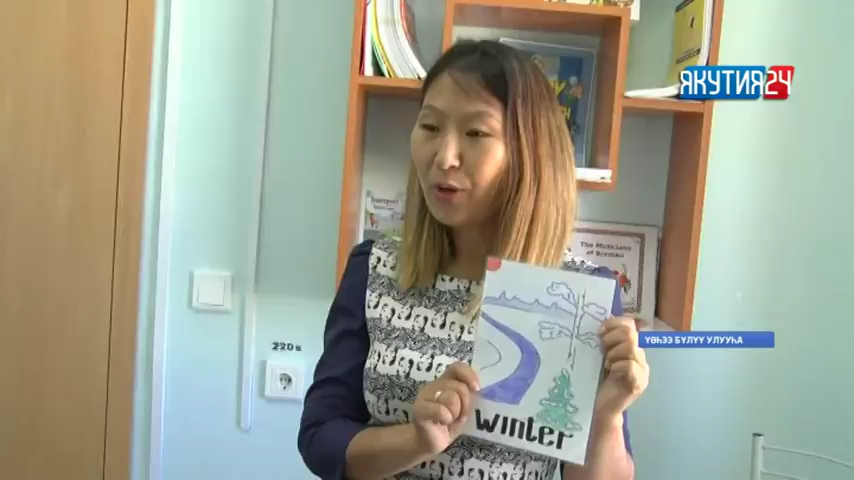 ЯКУТИЯ24
The Musicians
of Bremen
ҮӨҺЭЭ БҮЛҮҮ УЛУУҺА
220в
winter